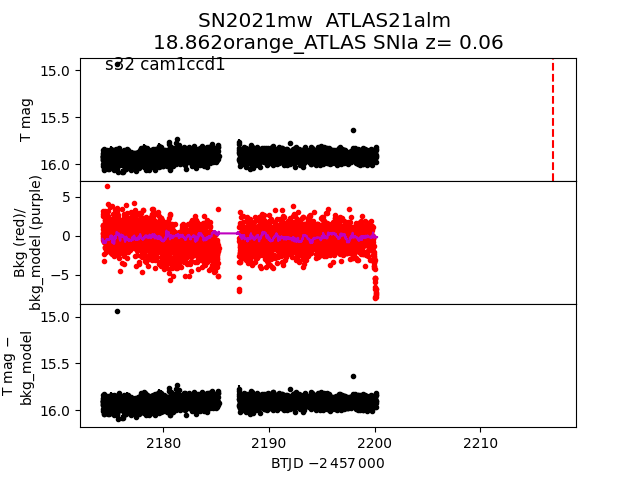 SN2021mw  ATLAS21alm
18.862orange_ATLAS SNIa z= 0.06
s32 cam1ccd1
15.0
15.5
16.0
T mag
5
0
−5
Bkg (red)/
bkg_model (purple)
15.0
15.5
16.0
T mag −
bkg_model
2180
2190
2200
2210
BTJD −2 457 000